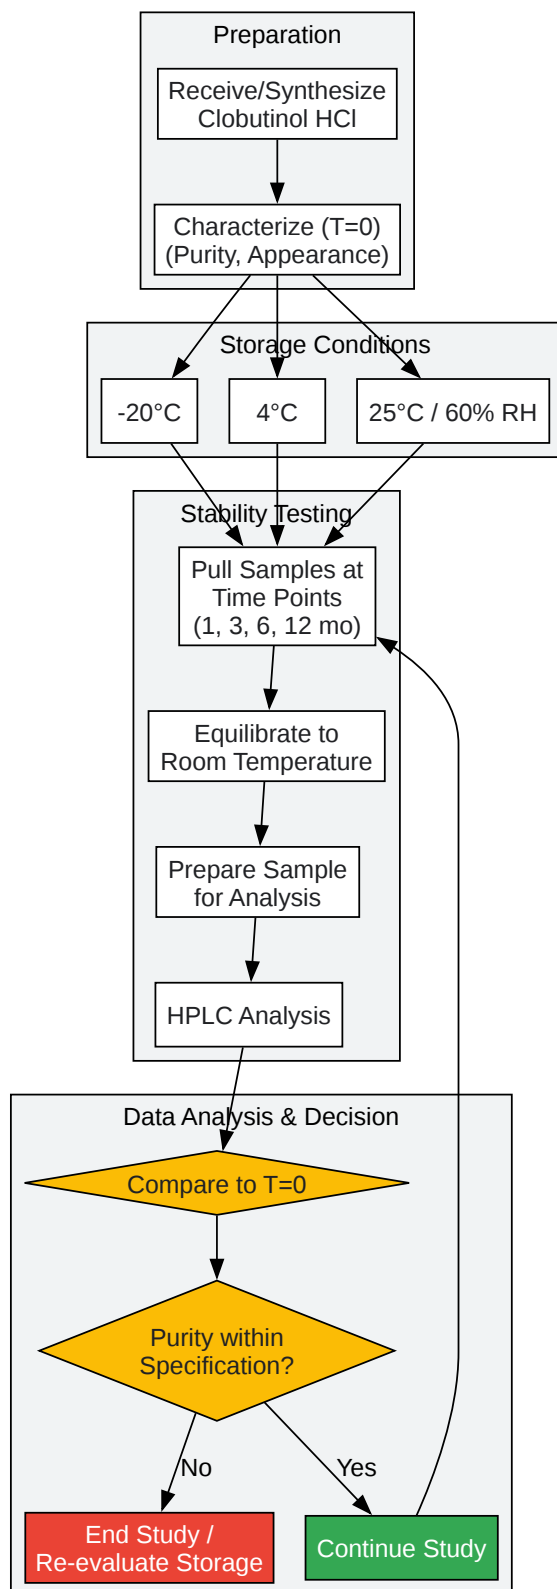 Preparation
Receive/Synthesize
Clobutinol HCl
Characterize (T=0)
(Purity, Appearance)
Storage Conditions
-20°C
4°C
25°C / 60% RH
Stability Testing
Pull Samples at
Time Points
(1, 3, 6, 12 mo)
Equilibrate to
Room Temperature
Prepare Sample
for Analysis
HPLC Analysis
Data Analysis & Decision
Compare to T=0
Purity within
Specification?
No
Yes
End Study /
Re-evaluate Storage
Continue Study